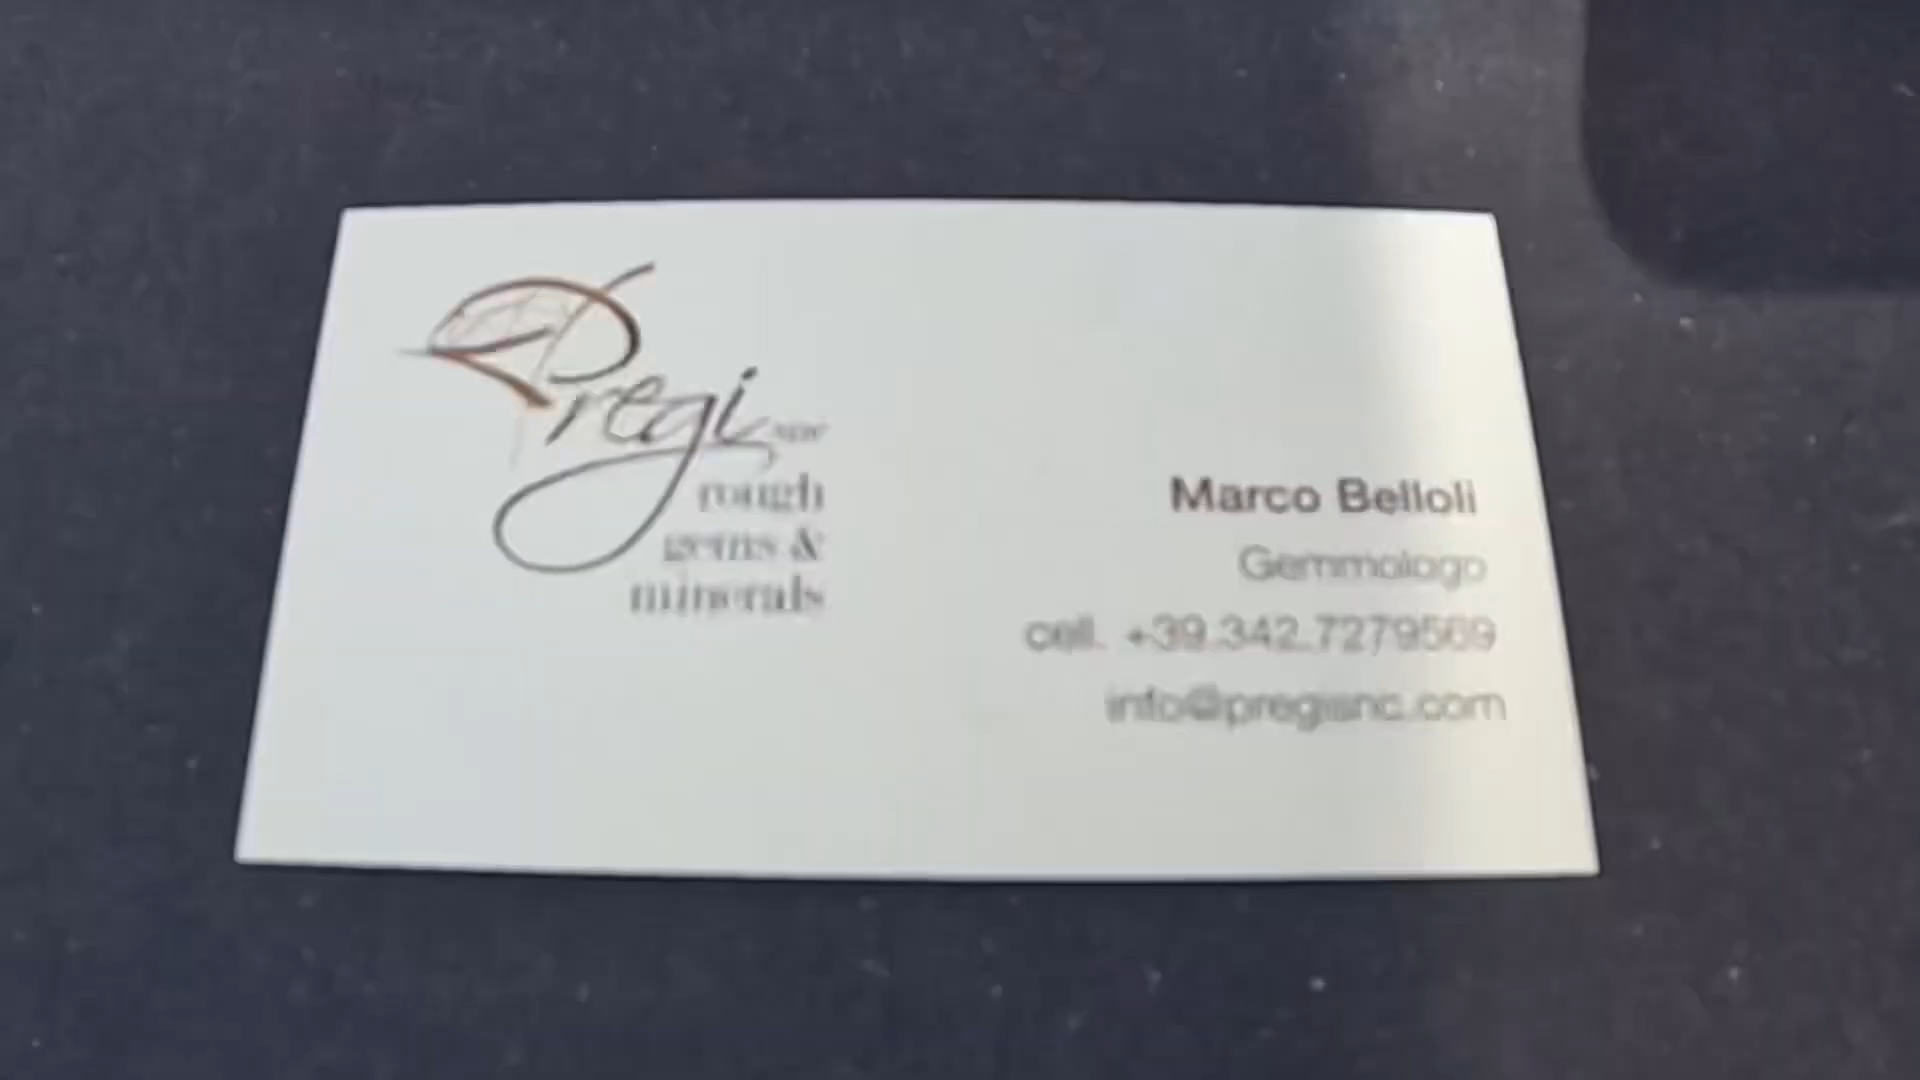 Pregi snc
rough
gems &
minerals
Marco Belloli
Gemmologo
cell. +39.342.7279569
info@pregisnc.com